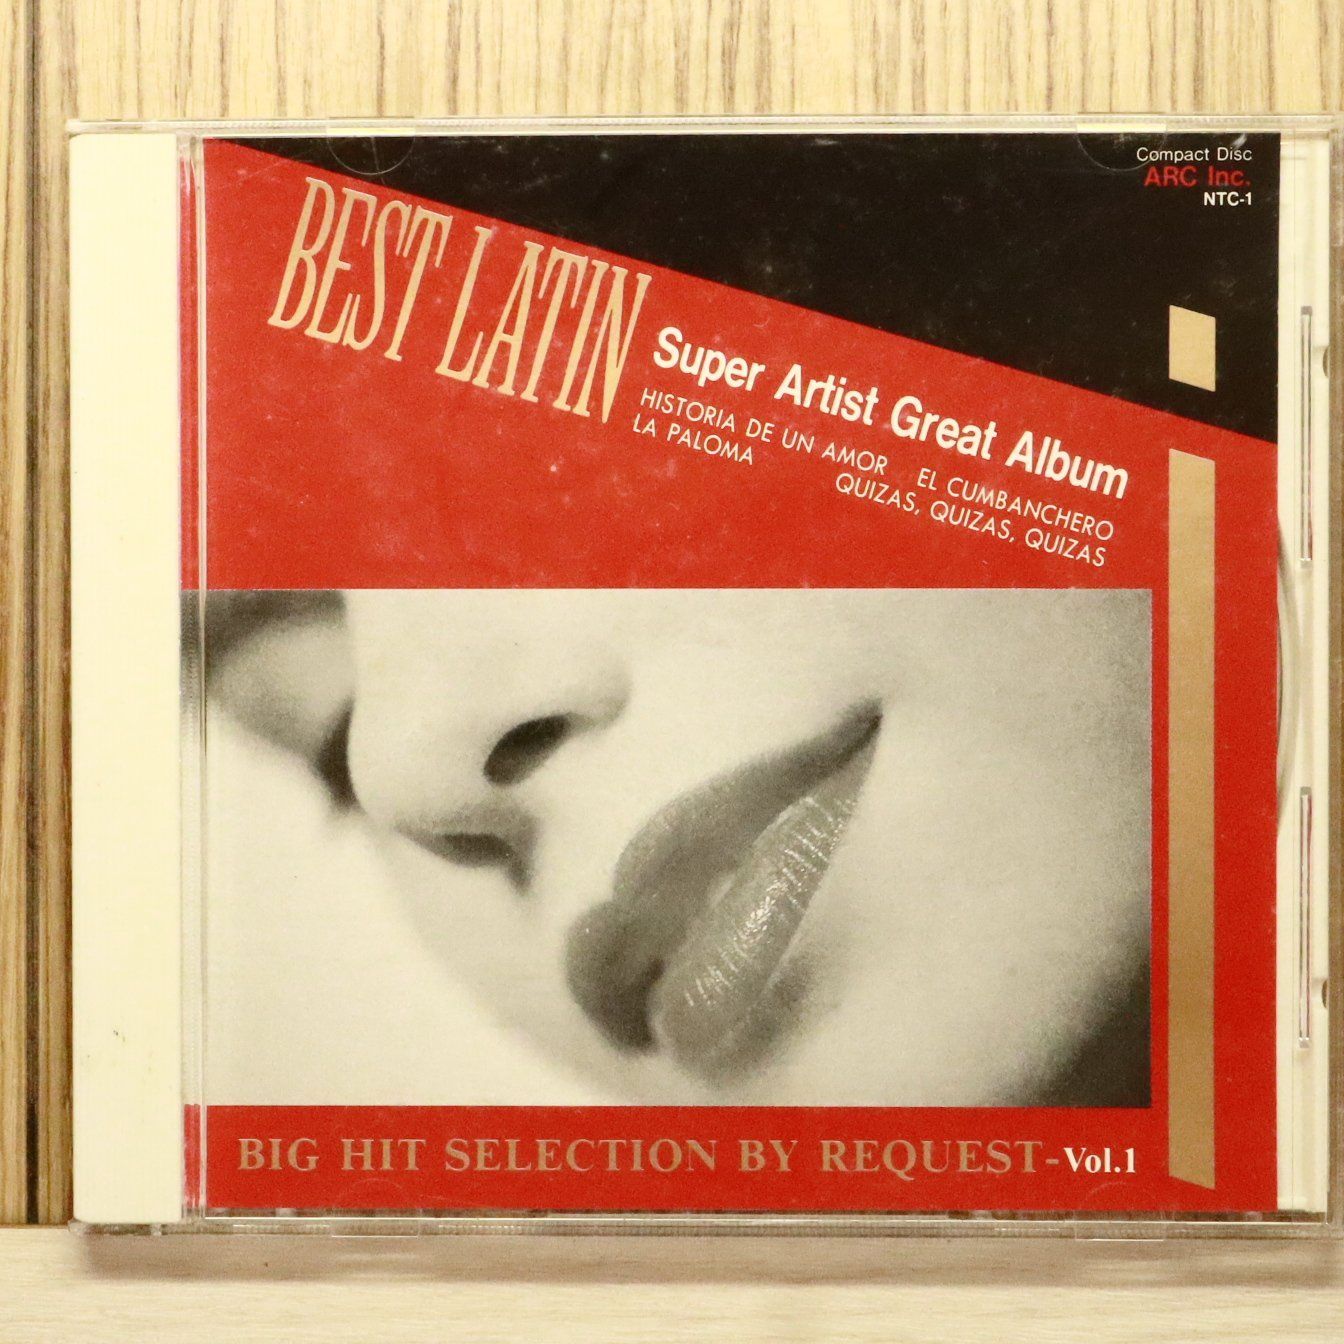 Compact Disc
ARC Inc.
NTC-1
BEST LATIN
Super Artist Great Album
HISTORIA DE UN AMOR EL CUMBANCHERO
LA PALOMA QUIZAS, QUIZAS, QUIZAS
BIG HIT SELECTION BY REQUEST-Vol.1